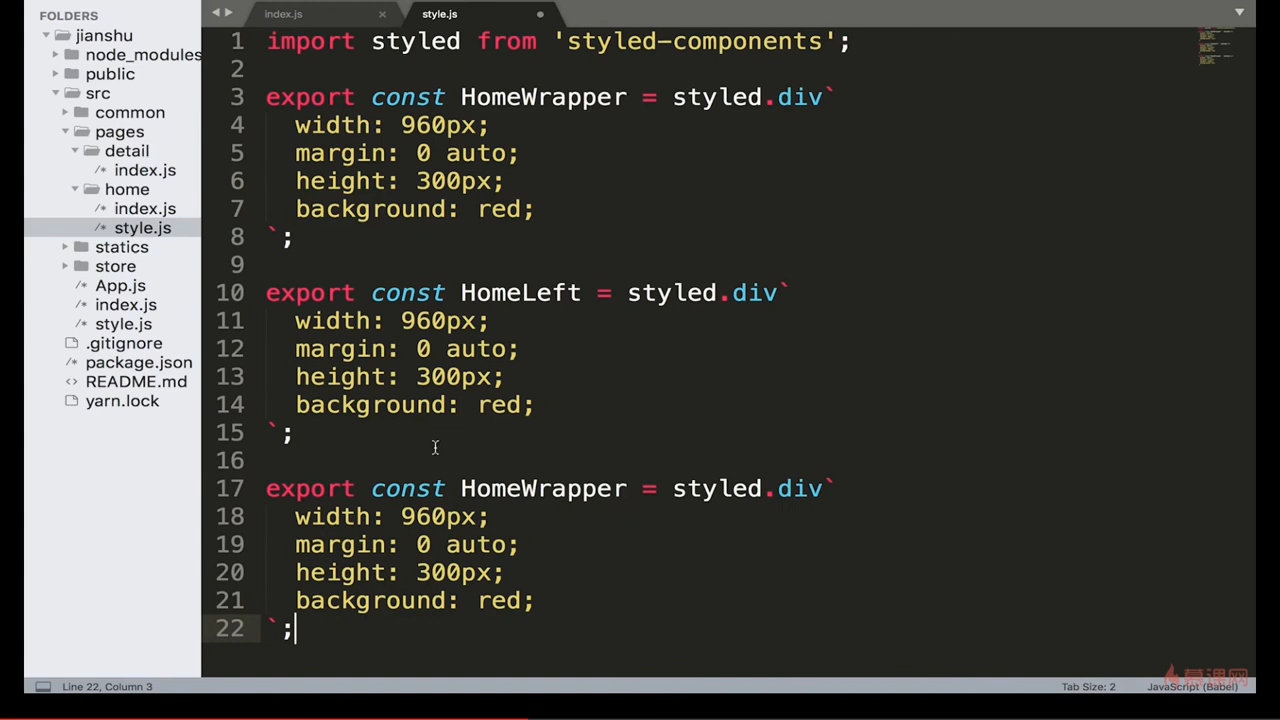 FOLDERS
jianshu
node_modules
public
src
common
pages
detail
index.js
home
index.js
style.js
statics
store
App.js
index.js
style.js
.gitignore
package.json
README.md
yarn.lock
index.js
style.js
1 import styled from 'styled-components';
2
3 export const HomeWrapper = styled.div`
4 width: 960px;
5 margin: 0 auto;
6 height: 300px;
7 background: red;
8 `;
9
10 export const HomeLeft = styled.div`
11 width: 960px;
12 margin: 0 auto;
13 height: 300px;
14 background: red;
15 `;
16
17 export const HomeWrapper = styled.div`
18 width: 960px;
19 margin: 0 auto;
20 height: 300px;
21 background: red;
22 `;
慕课网
Line 22, Column 3
Tab Size: 2
JavaScript (Babel)